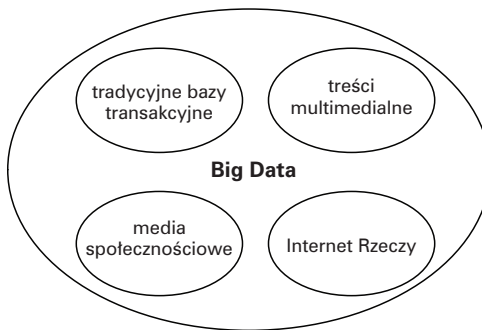 tradycyjne bazy
transakcyjne
treści
multimedialne
Big Data
media
społecznościowe
Internet Rzeczy